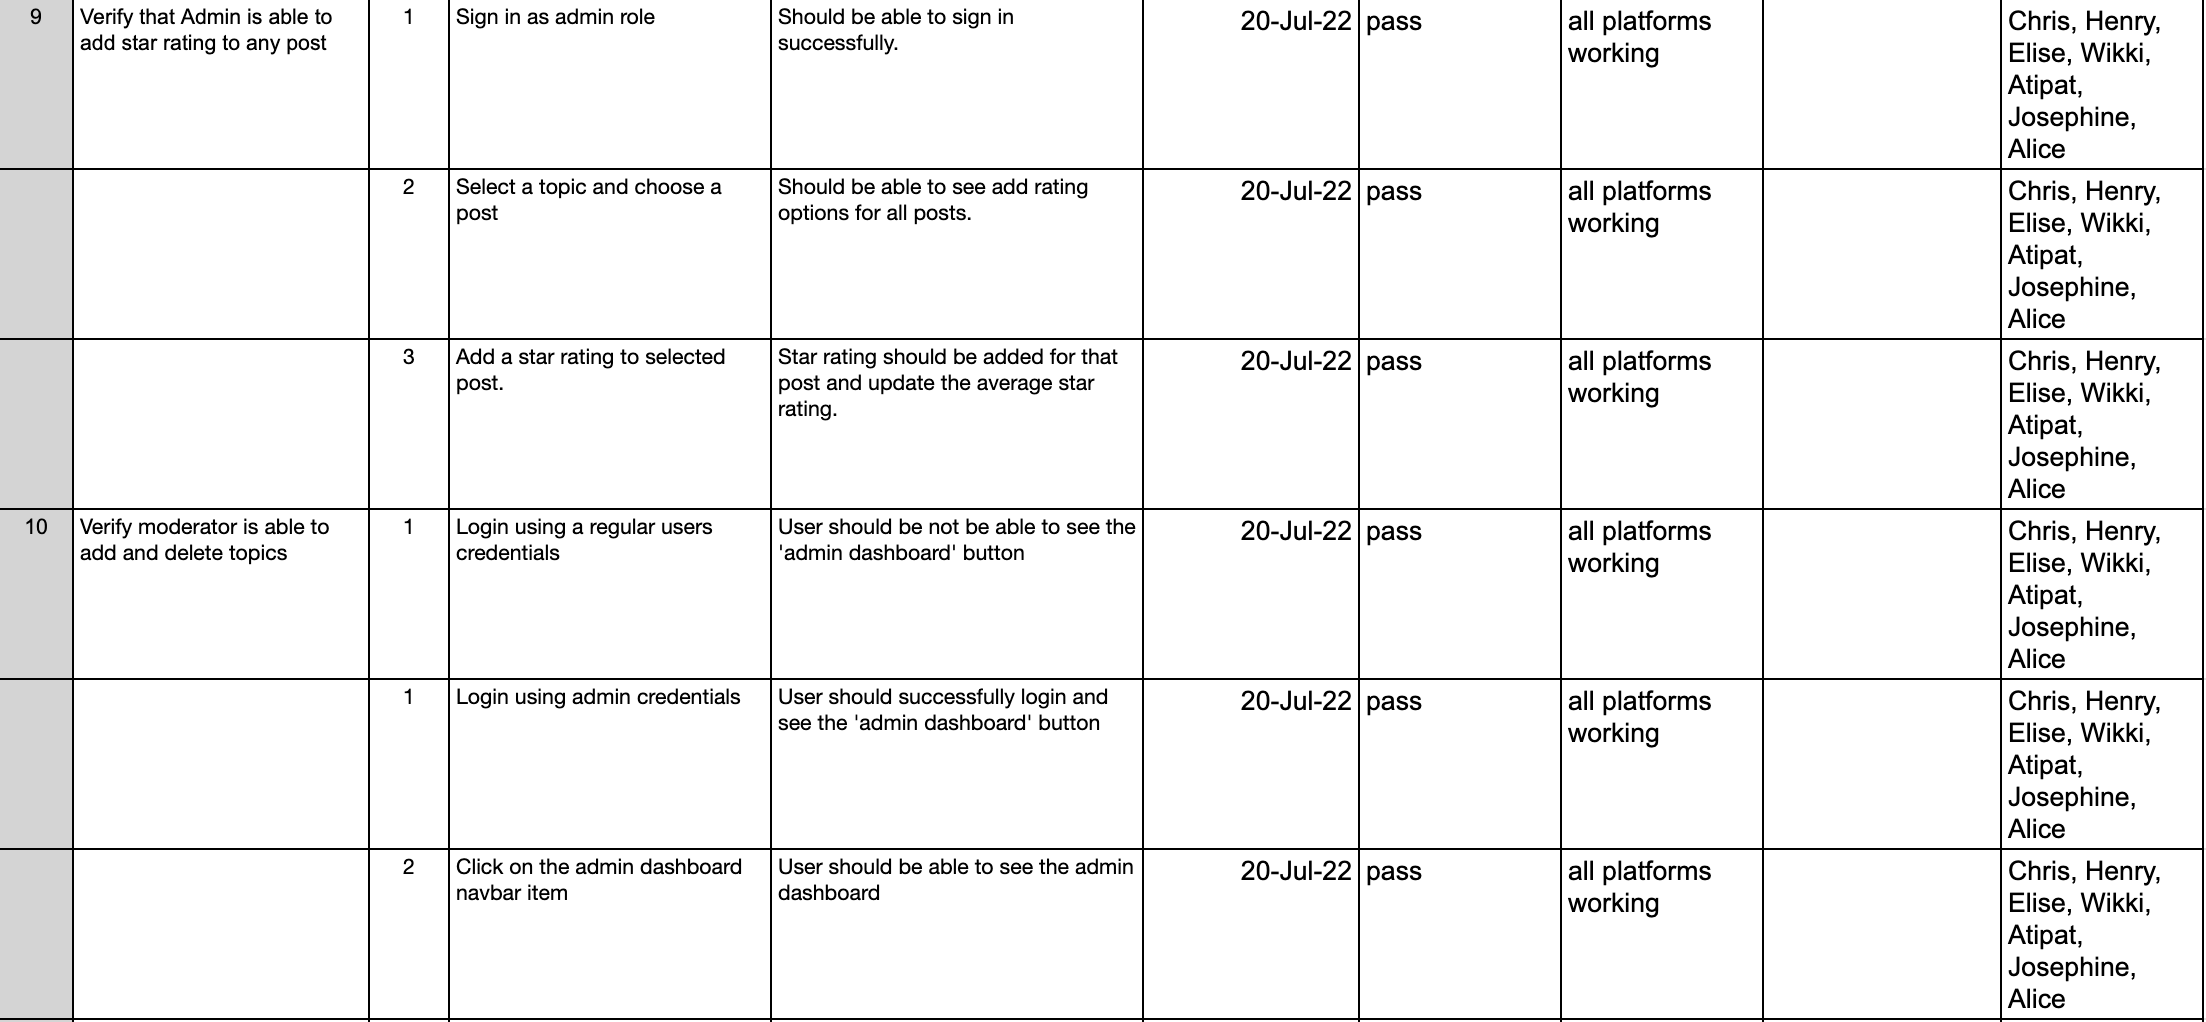 9
Verify that Admin is able to
add star rating to any post
1
Sign in as admin role
Should be able to sign in
successfully.
20-Jul-22
pass
all platforms
working
Chris, Henry,
Elise, Wikki,
Atipat,
Josephine,
Alice
2
Select a topic and choose a
post
Should be able to see add rating
options for all posts.
20-Jul-22
pass
all platforms
working
Chris, Henry,
Elise, Wikki,
Atipat,
Josephine,
Alice
3
Add a star rating to selected
post.
Star rating should be added for that
post and update the average star
rating.
20-Jul-22
pass
all platforms
working
Chris, Henry,
Elise, Wikki,
Atipat,
Josephine,
Alice
10
Verify moderator is able to
add and delete topics
1
Login using a regular users
credentials
User should be not be able to see the
'admin dashboard' button
20-Jul-22
pass
all platforms
working
Chris, Henry,
Elise, Wikki,
Atipat,
Josephine,
Alice
1
Login using admin credentials
User should successfully login and
see the 'admin dashboard' button
20-Jul-22
pass
all platforms
working
Chris, Henry,
Elise, Wikki,
Atipat,
Josephine,
Alice
2
Click on the admin dashboard
navbar item
User should be able to see the admin
dashboard
20-Jul-22
pass
all platforms
working
Chris, Henry,
Elise, Wikki,
Atipat,
Josephine,
Alice